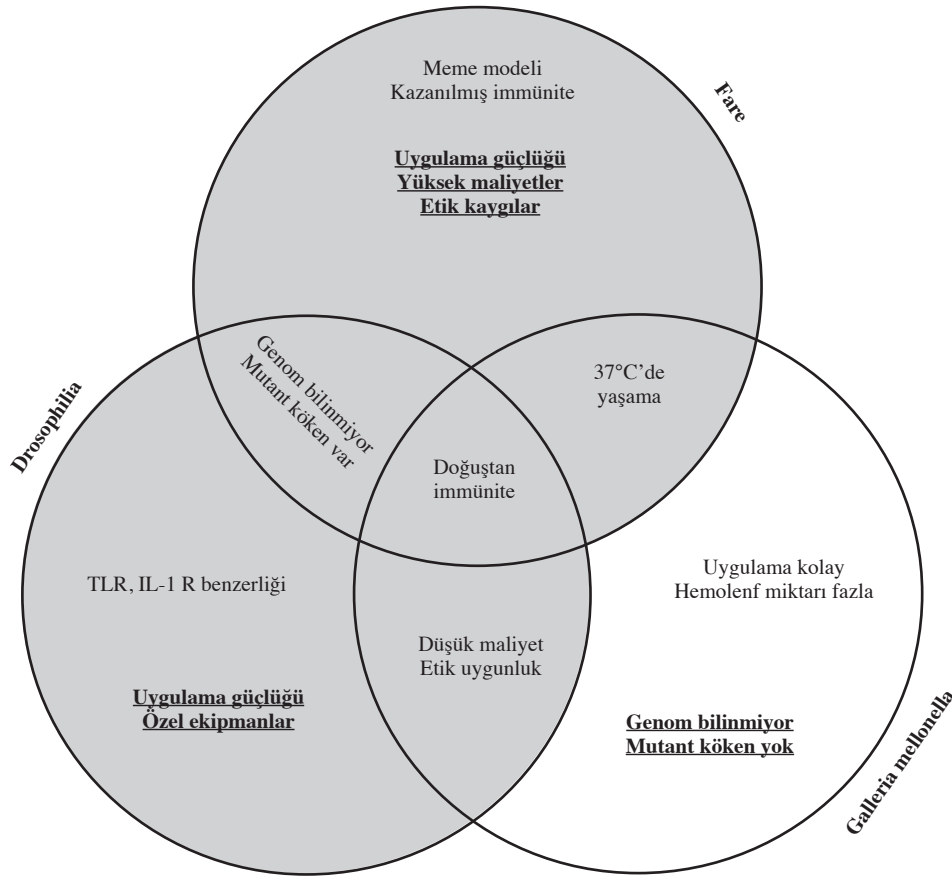 Meme modeli
Kazanılmış immünite
Fare
Uygulama güçlüğü
Yüksek maliyetler
Etik kaygılar
Genom bilinmiyor
Mutant köken var
37°C’de
yaşama
Drosophilia
Doğuştan
immünite
TLR, IL-1 R benzerliği
Uygulama kolay
Hemolenf miktarı fazla
Düşük maliyet
Etik uygunluk
Uygulama güçlüğü
Özel ekipmanlar
Genom bilinmiyor
Mutant köken yok
Galleria mellonella